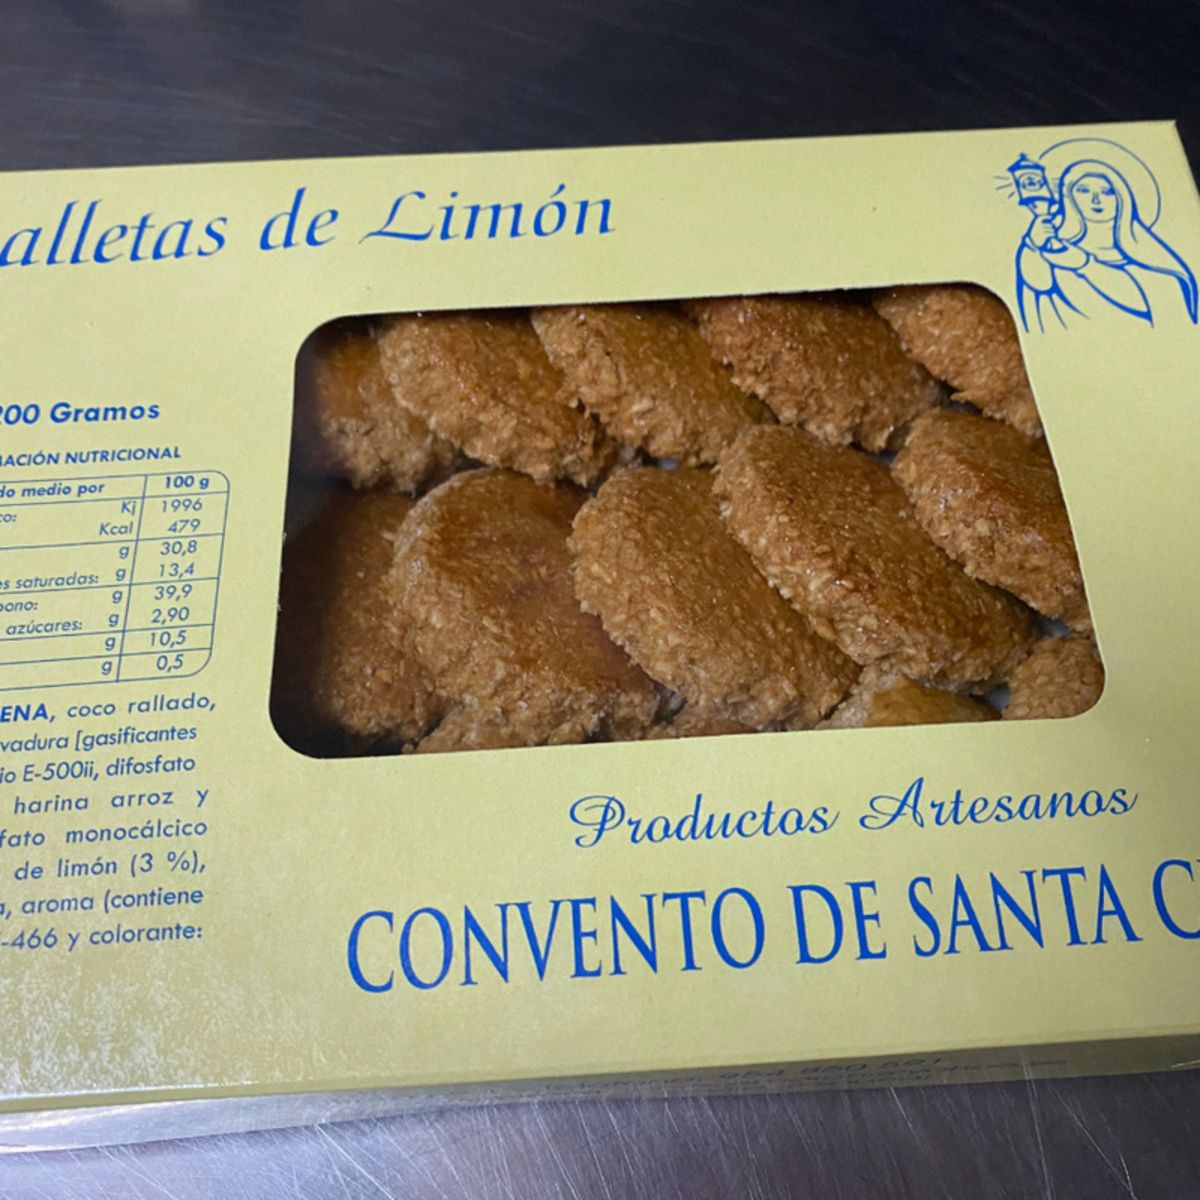 alletas de Limón
200 Gramos
MACIÓN NUTRICIONAL
do medio por 100 g
co: Kj 1996
Kcal 479
g 30,8
es saturadas: g 13,4
bono: g 39,9
azúcares: g 2,90
g 10,5
g 0,5
ENA, coco rallado,
vadura [gasificantes
io E-500ii, difosfato
harina arroz y
fato monocálcico
de limón (3 %),
a, aroma (contiene
-466 y colorante:
Productos Artesanos
CONVENTO DE SANTA C